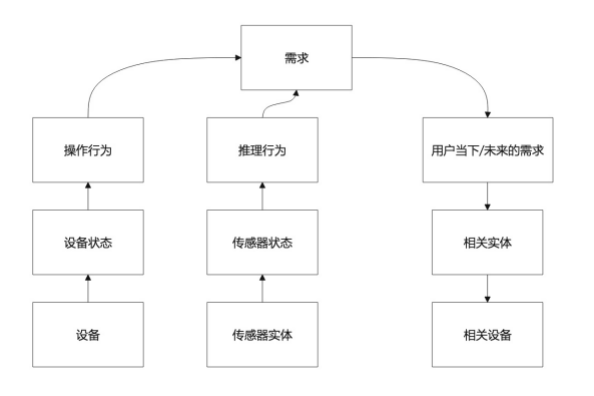 需求
操作行为
推理行为
用户当下/未来的需求
设备状态
传感器状态
相关实体
设备
传感器实体
相关设备